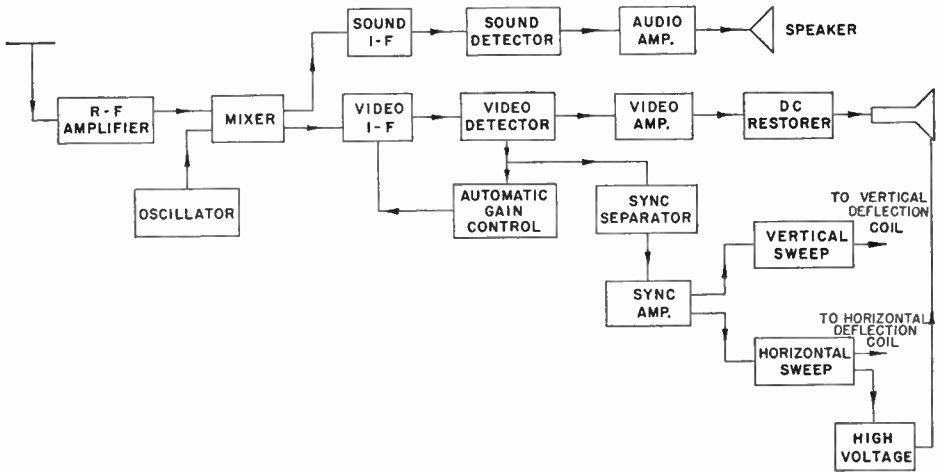 SOUND
I-F
SOUND
DETECTOR
AUDIO
AMP.
SPEAKER
R-F
AMPLIFIER
MIXER
VIDEO
I-F
VIDEO
DETECTOR
VIDEO
AMP.
DC
RESTORER
OSCILLATOR
AUTOMATIC
GAIN
CONTROL
SYNC
SEPARATOR
TO VERTICAL
DEFLECTION
COIL
VERTICAL
SWEEP
SYNC
AMP.
TO HORIZONTAL
DEFLECTION
COIL
HORIZONTAL
SWEEP
HIGH
VOLTAGE